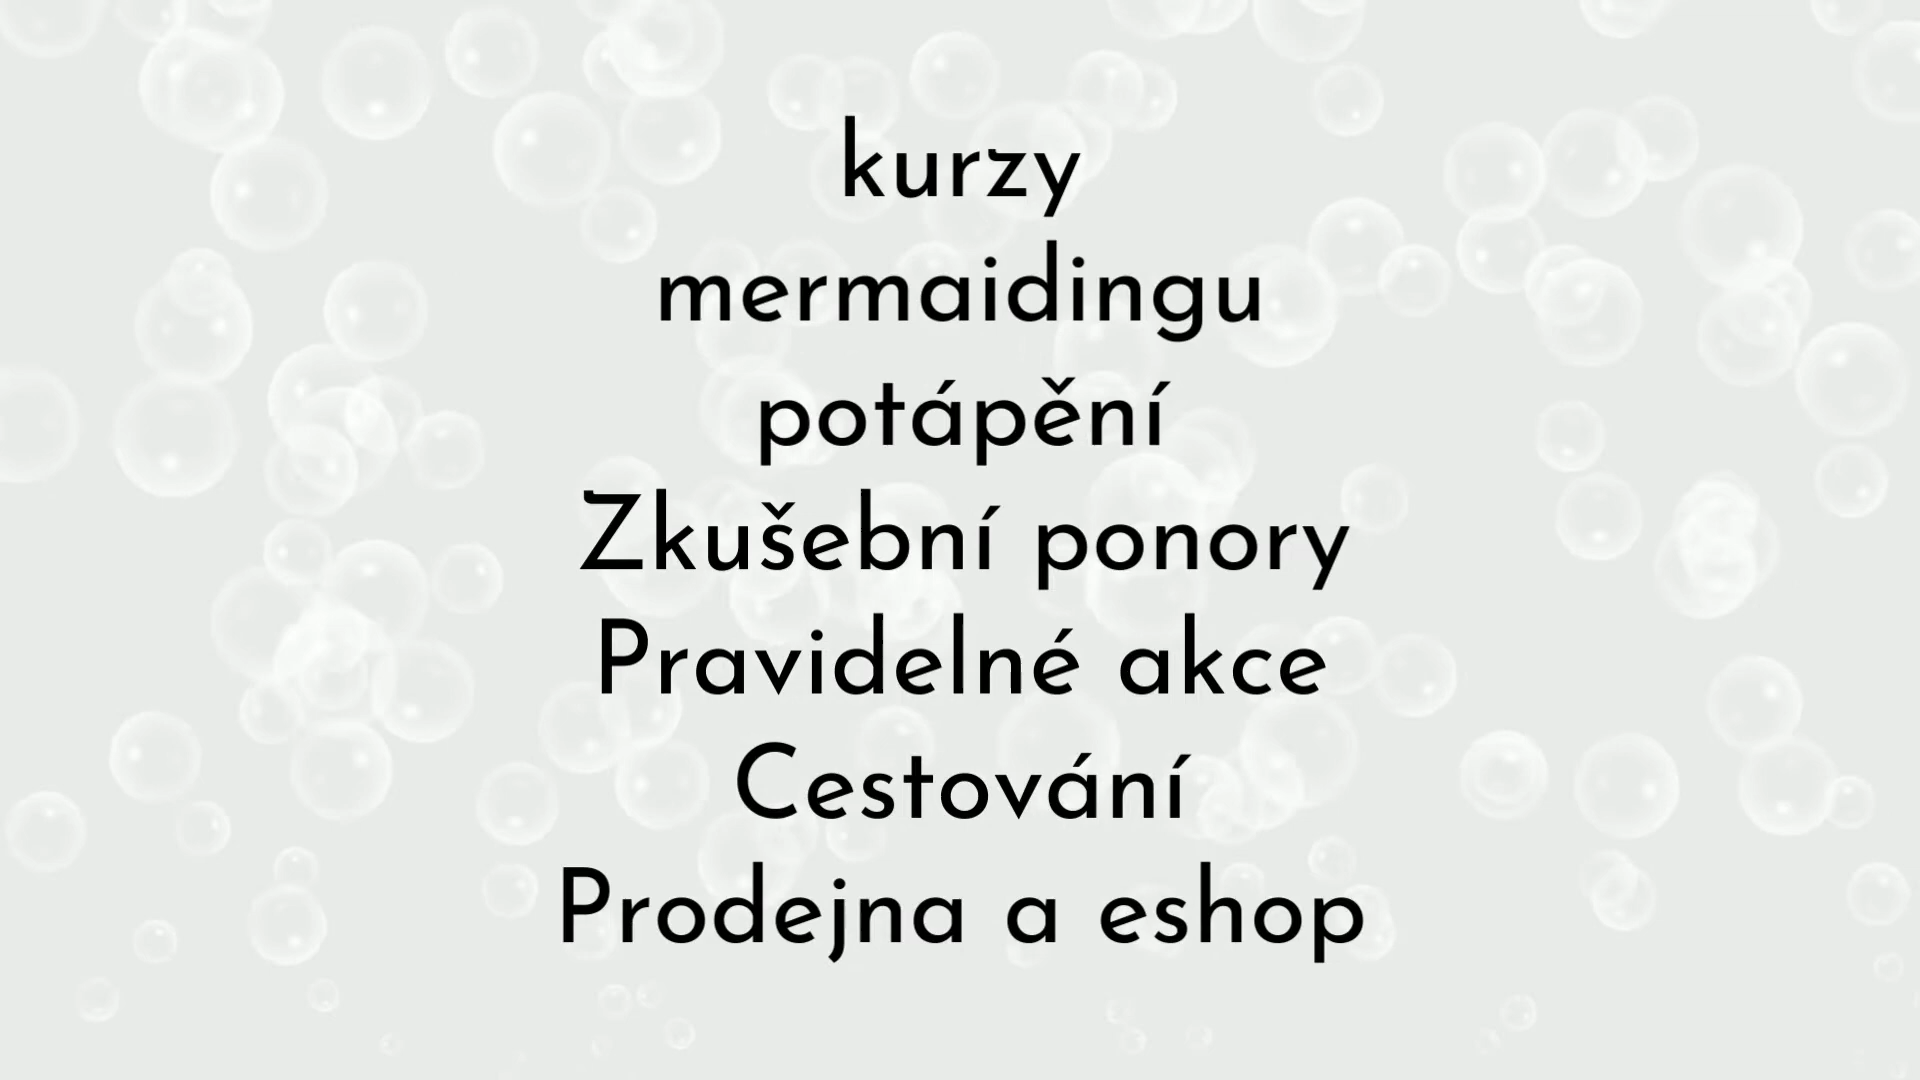 kurzy
mermaidingu
potápění
Zkušební ponory
Pravidelné akce
Cestování
Prodejna a eshop